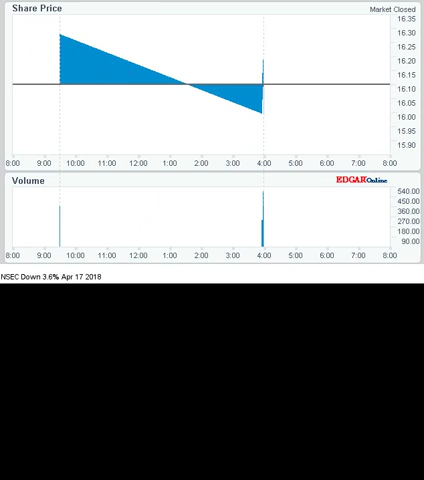 Share Price
Market Closed
16.35
16.30
16.25
16.20
16.15
16.10
16.05
16.00
15.95
15.90
8:00 9:00 10:00 11:00 12:00 1:00 2:00 3:00 4:00 5:00 6:00 7:00 8:00
Volume
EDGAROnline
540.00
450.00
360.00
270.00
180.00
90.00
8:00 9:00 10:00 11:00 12:00 1:00 2:00 3:00 4:00 5:00 6:00 7:00 8:00
NSEC Down 3.6% Apr 17 2018